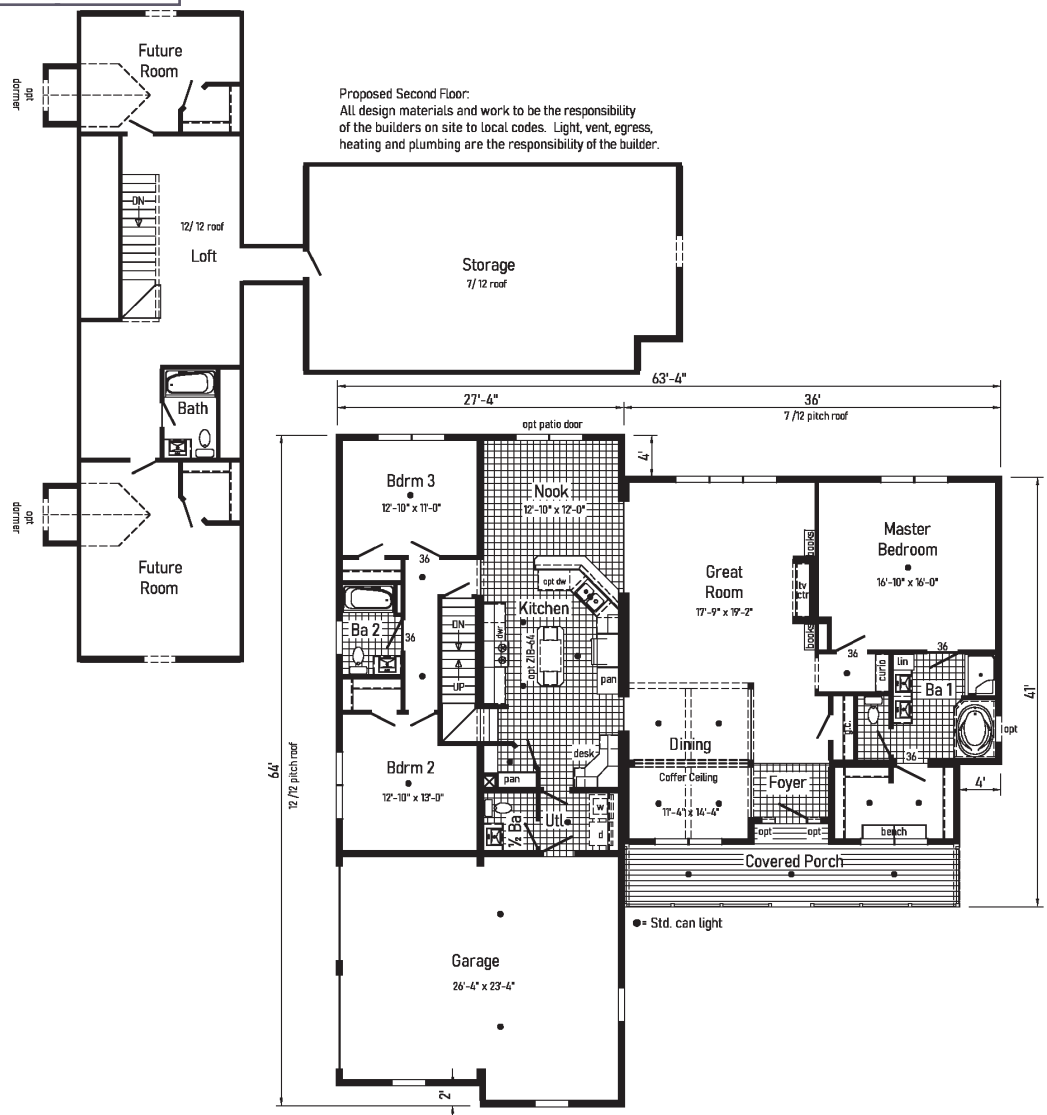 Future
Room
opt
dormer
Proposed Second Floor:
All design materials and work to be the responsibility
of the builders on site to local codes.  Light, vent, egress,
heating and plumbing are the responsibility of the builder.
DN
12/12 roof
Loft
Storage
7/12 roof
Bath
opt
dormer
Future
Room
63'-4"
27'-4"
36'
7 /12 pitch roof
opt patio door
4'
Bdrm 3
12'-10" x 11'-0"
Nook
12'-10" x 12'-0"
36
opt dw
Kitchen
opt ZIB-64
dwr
Ba 2
36
DN
UP
pan
Great
Room
17'-9" x 19'-2"
books
books
Master
Bedroom
16'-10" x 16'-0"
36
36
curio
lin
Ba 1
opt
41'
g.c.
36
4'
64'
12 /12 pitch roof
Bdrm 2
12'-10" x 13'-0"
desk
pan
Dining
Coffer Ceiling
11'-4" x 14'-4"
Foyer
opt
opt
bench
½ Ba
Utl.
w
d
Covered Porch
●= Std. can light
Garage
26'-4" x 23'-4"
2'